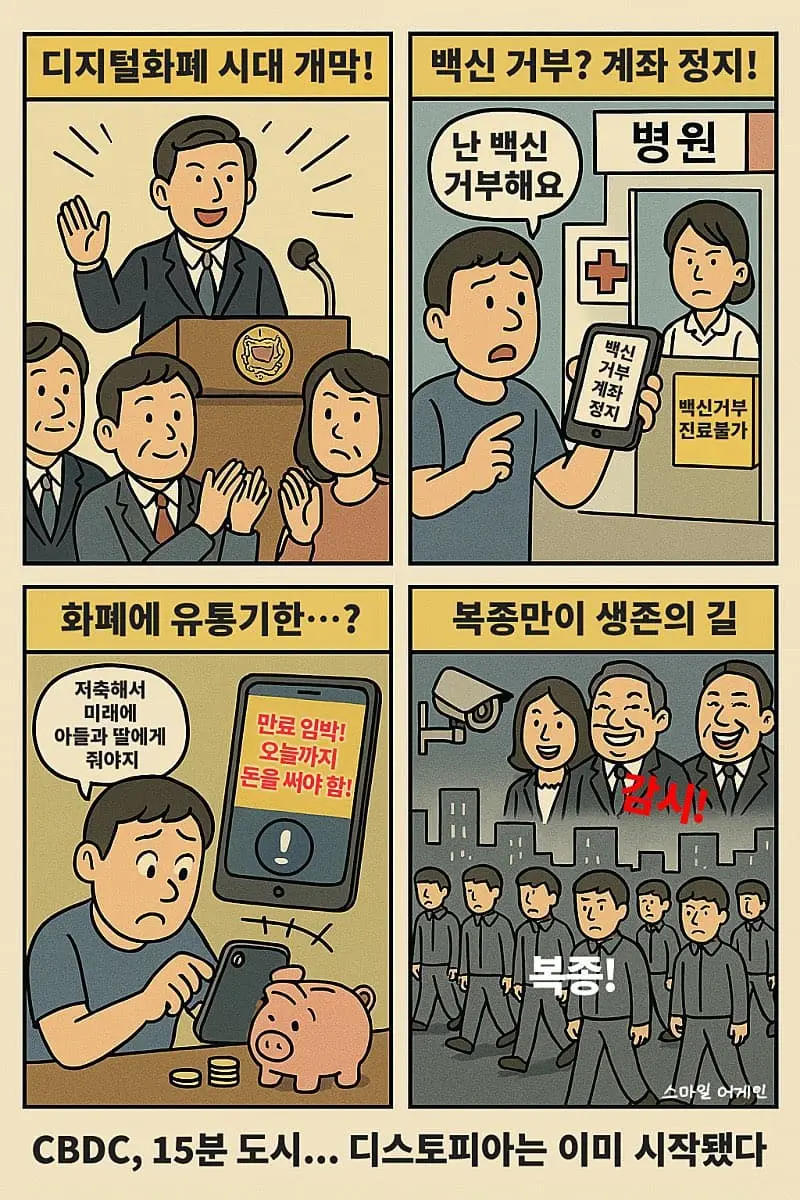 디지털화폐 시대 개막!
백신 거부? 계좌 정지!
난 백신
거부해요
병원
백신
거부
계좌
정지
백신거부
진료불가
화폐에 유통기한…?
저축해서
미래에
아들과 딸에게
줘야지
만료 임박!
오늘까지
돈을 써야 함!
!
복종만이 생존의 길
감시!
복종!
스마일 어게인
CBDC, 15분 도시... 디스토피아는 이미 시작됐다